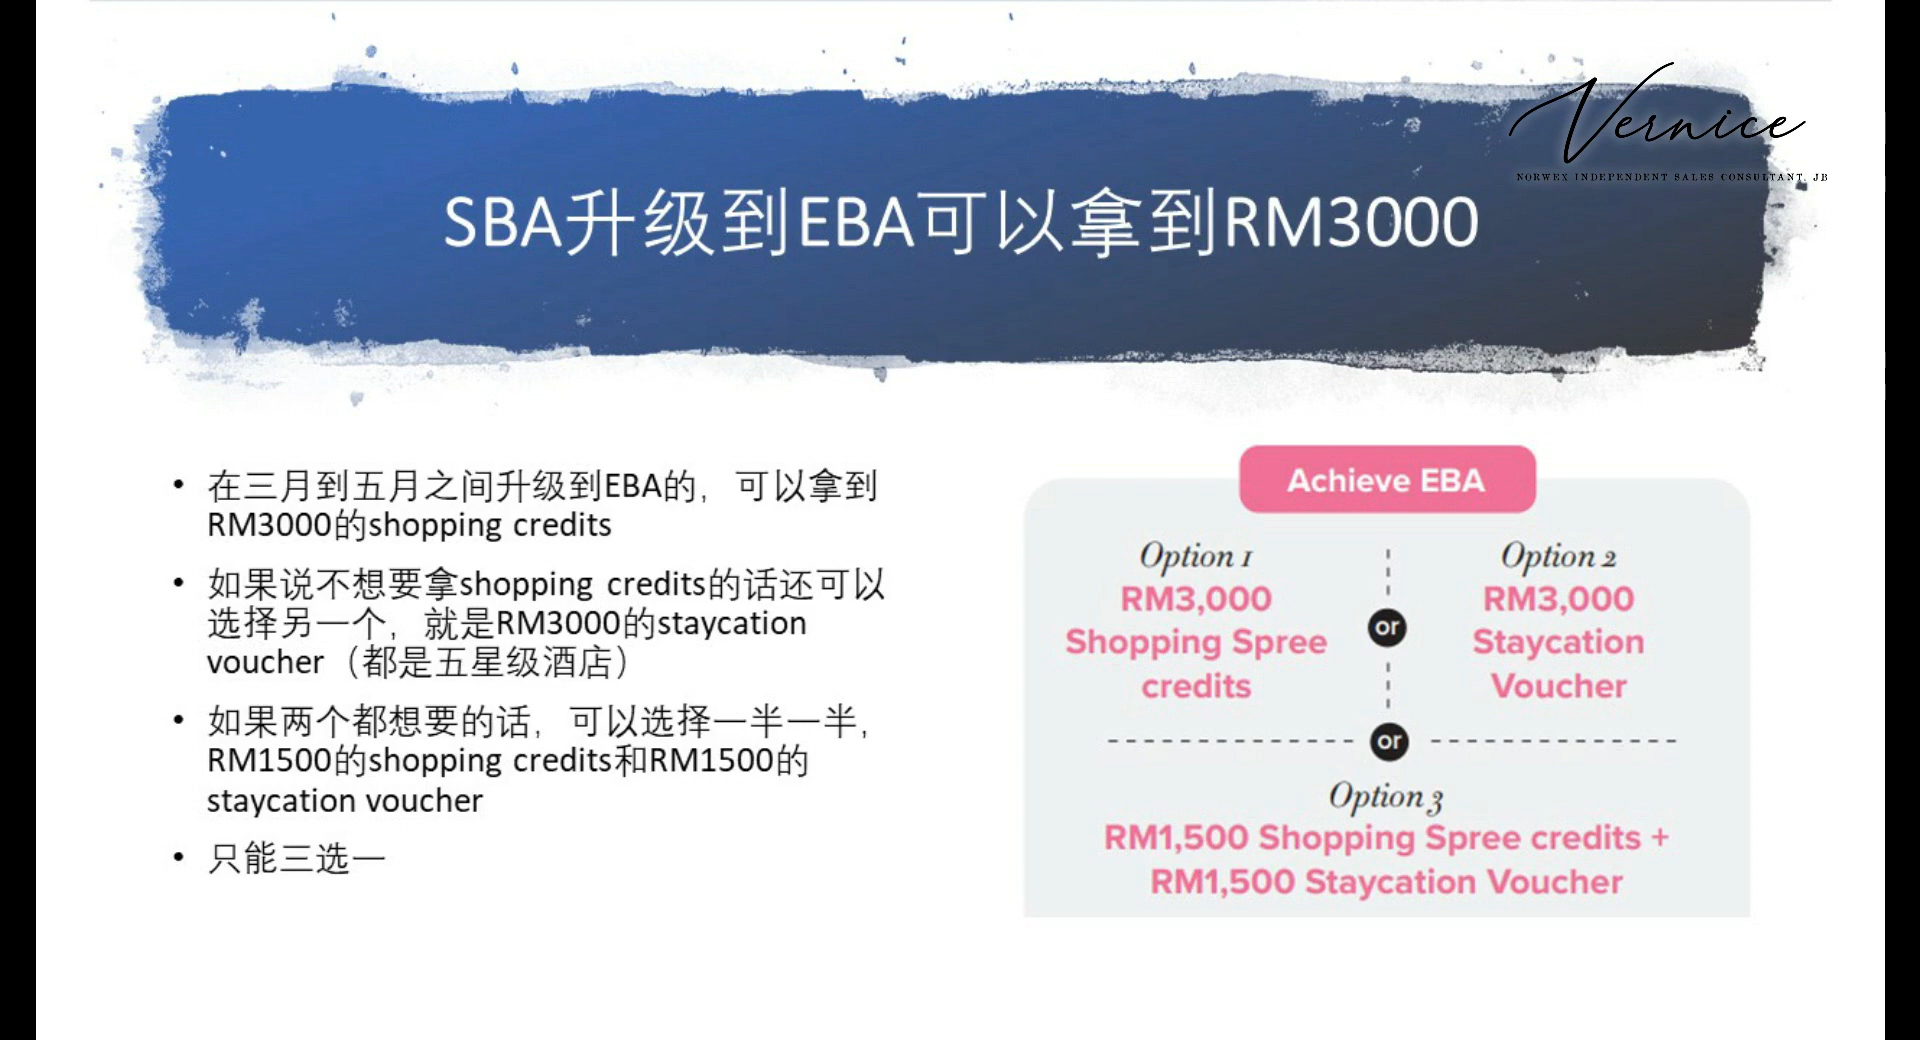 Vernice
NORWEX INDEPENDENT SALES CONSULTANT, JB
SBA升级到EBA可以拿到RM3000
• 在三月到五月之间升级到EBA的，可以拿到
RM3000的shopping credits
• 如果说不想要拿shopping credits的话还可以
选择另一个，就是RM3000的staycation
voucher（都是五星级酒店）
• 如果两个都想要的话，可以选择一半一半，
RM1500的shopping credits和RM1500的
staycation voucher
• 只能三选一
Achieve EBA
Option 1
RM3,000
Shopping Spree
credits
or
Option 2
RM3,000
Staycation
Voucher
or
Option 3
RM1,500 Shopping Spree credits +
RM1,500 Staycation Voucher